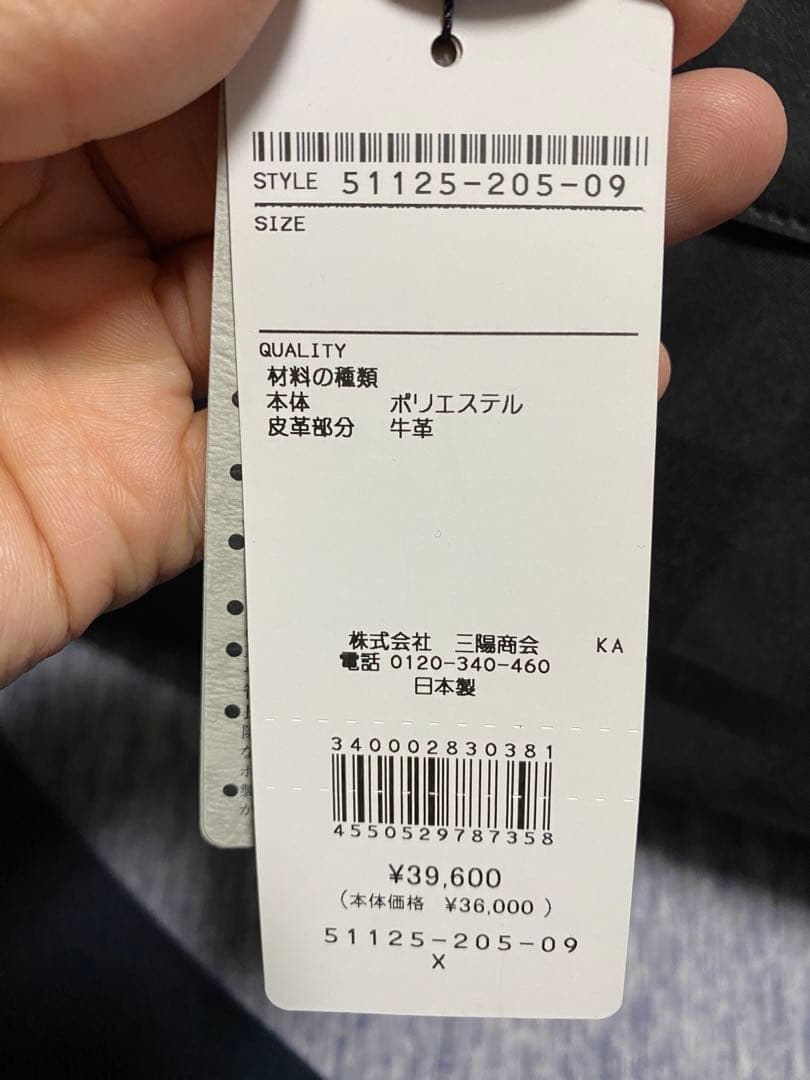 STYLE 51125-205-09
SIZE
QUALITY
材料の種類
本体 ポリエステル
皮革部分 牛革
株式会社 三陽商会 KA
電話 0120-340-460
日本製
340002830381
4550529787358
¥39,600
(本体価格 ¥36,000)
51125-205-09
X